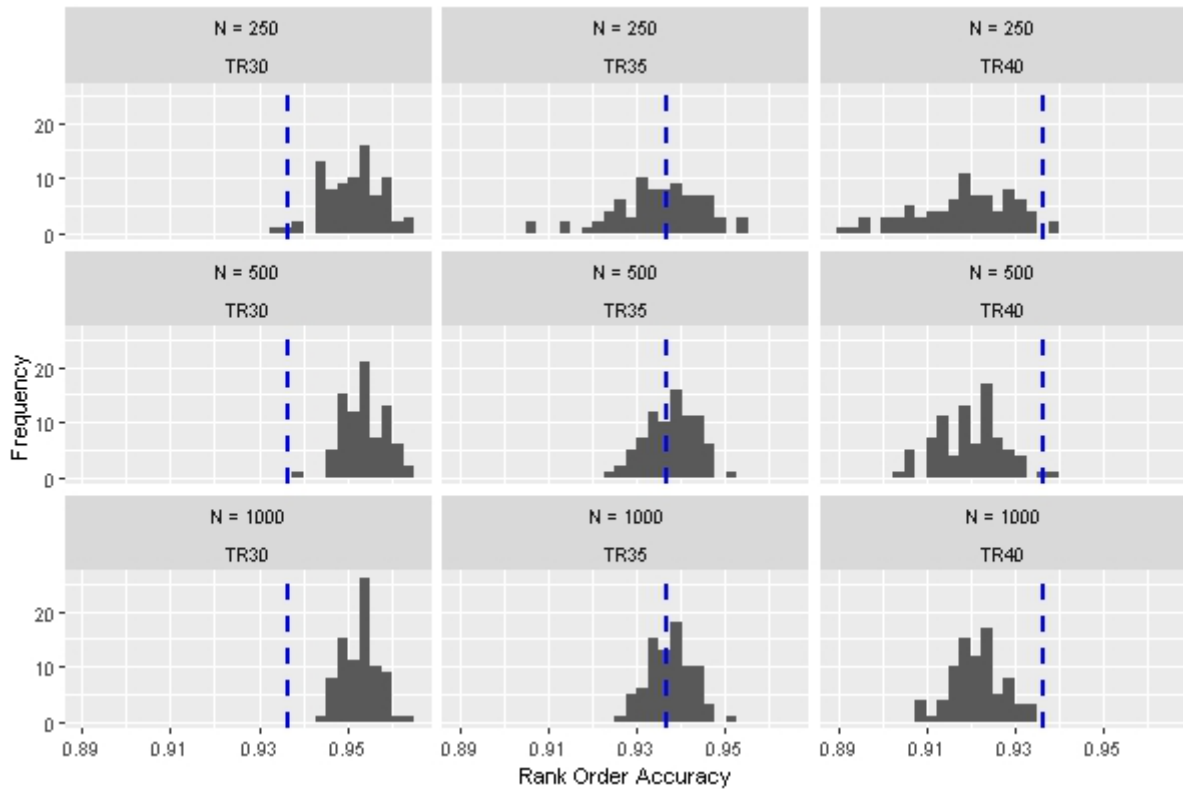 N = 250
TR30
N = 250
TR35
N = 250
TR40
20
10
0
N = 500
TR30
N = 500
TR35
N = 500
TR40
20
10
0
N = 1000
TR30
N = 1000
TR35
N = 1000
TR40
20
10
0
Frequency
0.89 0.91 0.93 0.95 0.89 0.91 0.93 0.95 0.89 0.91 0.93 0.95
Rank Order Accuracy